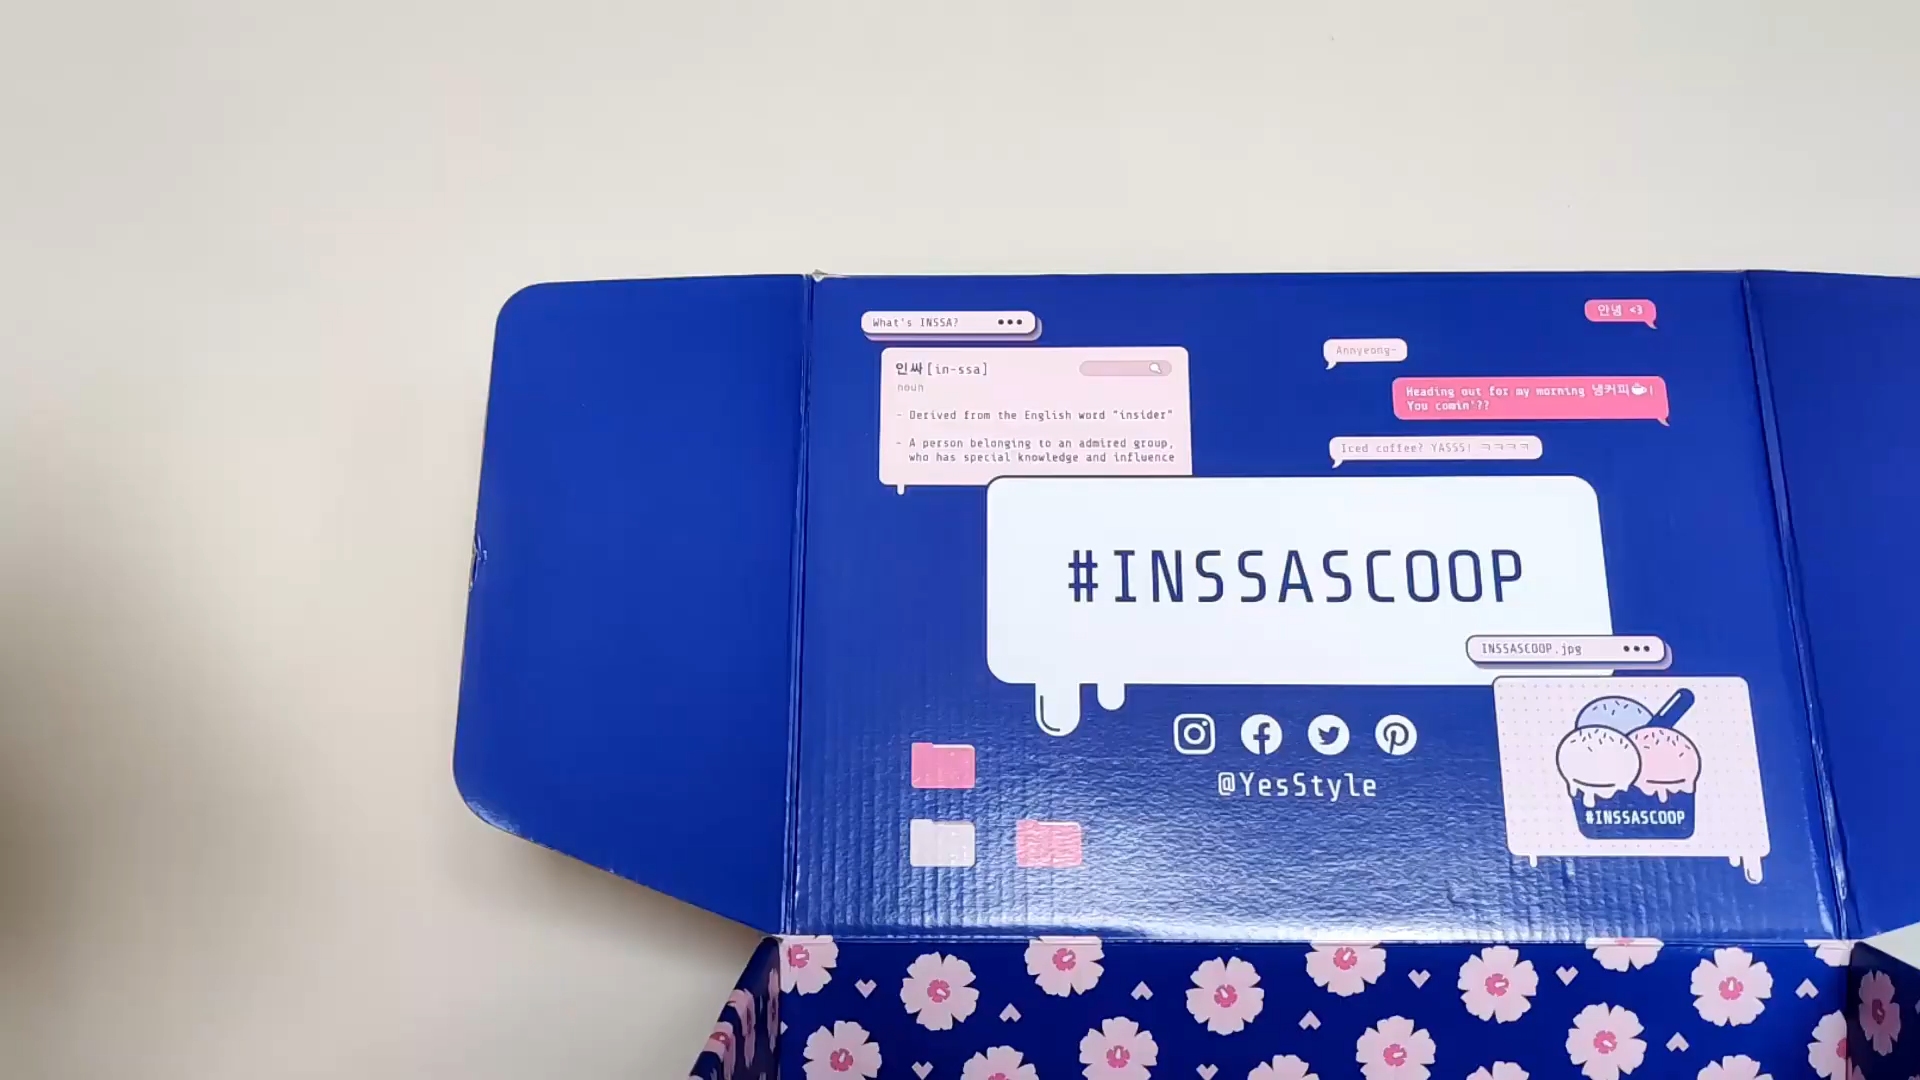 What's INSSA?
인싸[in-ssa]
noun
- Derived from the English word "insider"
- A person belonging to an admired group,
who has special knowledge and influence
안녕 <3
Annyeong~
Heading out for my morning 냉커피☕!
You comin'??
Iced coffee? YASSS! ㅋㅋㅋㅋ
#INSSASCOOP
INSSASCOOP.jpg
#INSSASCOOP
@YesStyle